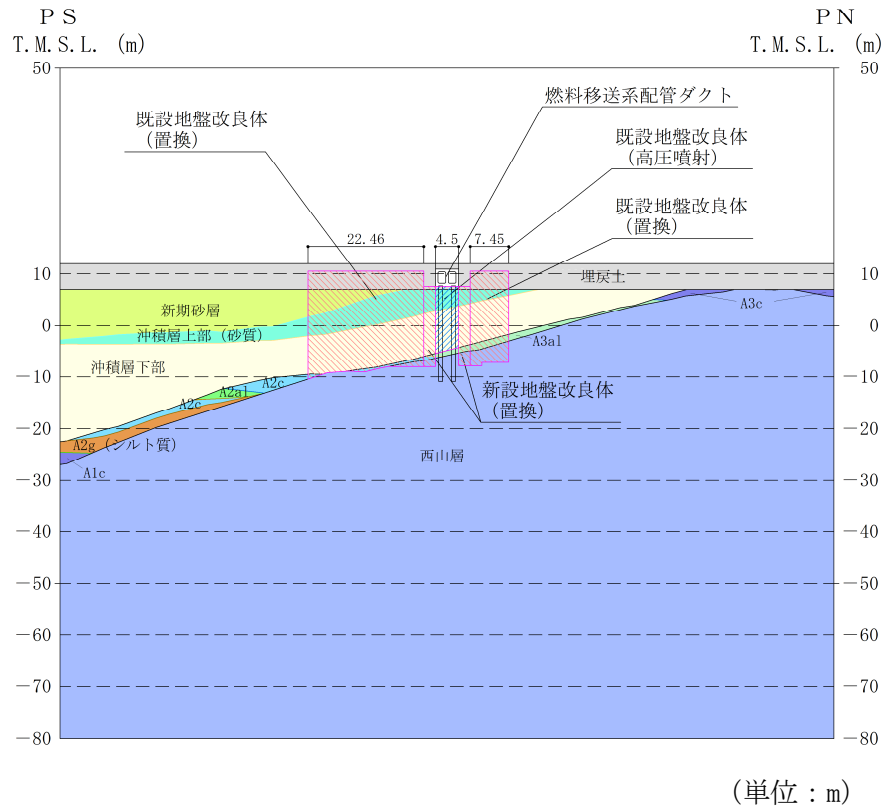 PS
PN
T.M.S.L. (m)
T.M.S.L. (m)
50
50
燃料移送系配管ダクト
既設地盤改良体
(置換)
既設地盤改良体
(高圧噴射)
既設地盤改良体
(置換)
22.46
4.5
7.45
10
埋戻土
10
新期砂層
A3c
0
沖積層上部（砂質）
0
A3al
沖積層下部
-10
A2c
-10
A2al
新設地盤改良体
(置換)
A2c
-20
-20
A2g (シルト質)
西山層
A1c
-30
-30
-40
-40
-50
-50
-60
-60
-70
-70
-80
-80
(単位：m)